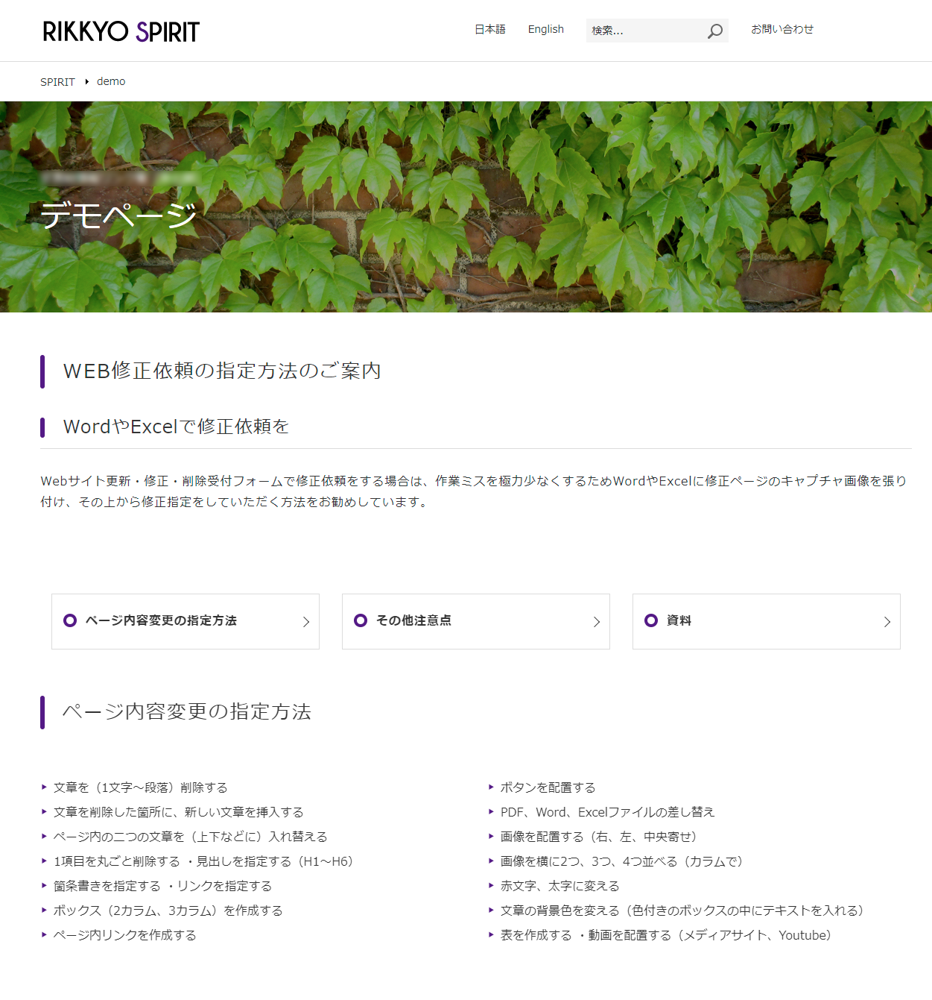 RIKKYO SPIRIT
日本語 English 検索... お問い合わせ
SPIRIT demo
デモページ
WEB修正依頼の指定方法のご案内
WordやExcelで修正依頼を
Webサイト更新・修正・削除受付フォームで修正依頼をする場合は、作業ミスを極力少なくするためWordやExcelに修正ページのキャプチャ画像を張り
付け、その上から修正指定をしていただく方法をお勧めしています。
ページ内容変更の指定方法 その他注意点 資料
ページ内容変更の指定方法
文章を（1文字～段落）削除する
文章を削除した箇所に、新しい文章を挿入する
ページ内の二つの文章を（上下などに）入れ替える
1項目を丸ごと削除する ・見出しを指定する（H1～H6）
箇条書きを指定する ・リンクを指定する
ボックス（2カラム、3カラム）を作成する
ページ内リンクを作成する
ボタンを配置する
PDF、Word、Excelファイルの差し替え
画像を配置する（右、左、中央寄せ）
画像を横に2つ、3つ、4つ並べる（カラムで）
赤文字、太字に変える
文章の背景色を変える（色付きのボックスの中にテキストを入れる）
表を作成する ・動画を配置する（メディアサイト、Youtube）